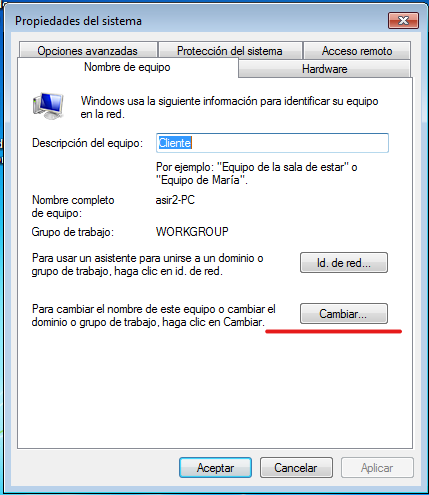 Propiedades del sistema
Opciones avanzadas
Protección del sistema
Acceso remoto
Nombre de equipo
Hardware
Windows usa la siguiente información para identificar su equipo
en la red.
Descripción del equipo:
Cliente
Por ejemplo: "Equipo de la sala de estar" o
"Equipo de María".
Nombre completo
de equipo:
asir2-PC
Grupo de trabajo:
WORKGROUP
Para usar un asistente para unirse a un dominio o
grupo de trabajo, haga clic en id. de red.
Id. de red...
Para cambiar el nombre de este equipo o cambiar el
dominio o grupo de trabajo, haga clic en Cambiar.
Cambiar...
Aceptar
Cancelar
Aplicar